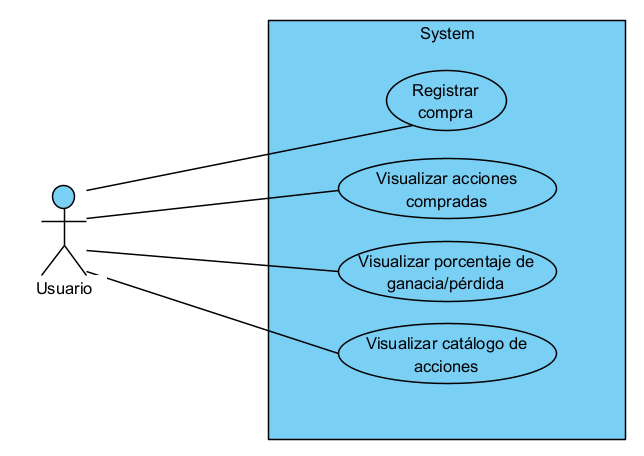 System
Registrar
compra
Visualizar acciones
compradas
Visualizar porcentaje de
ganacia/pérdida
Visualizar catálogo de
acciones
Usuario